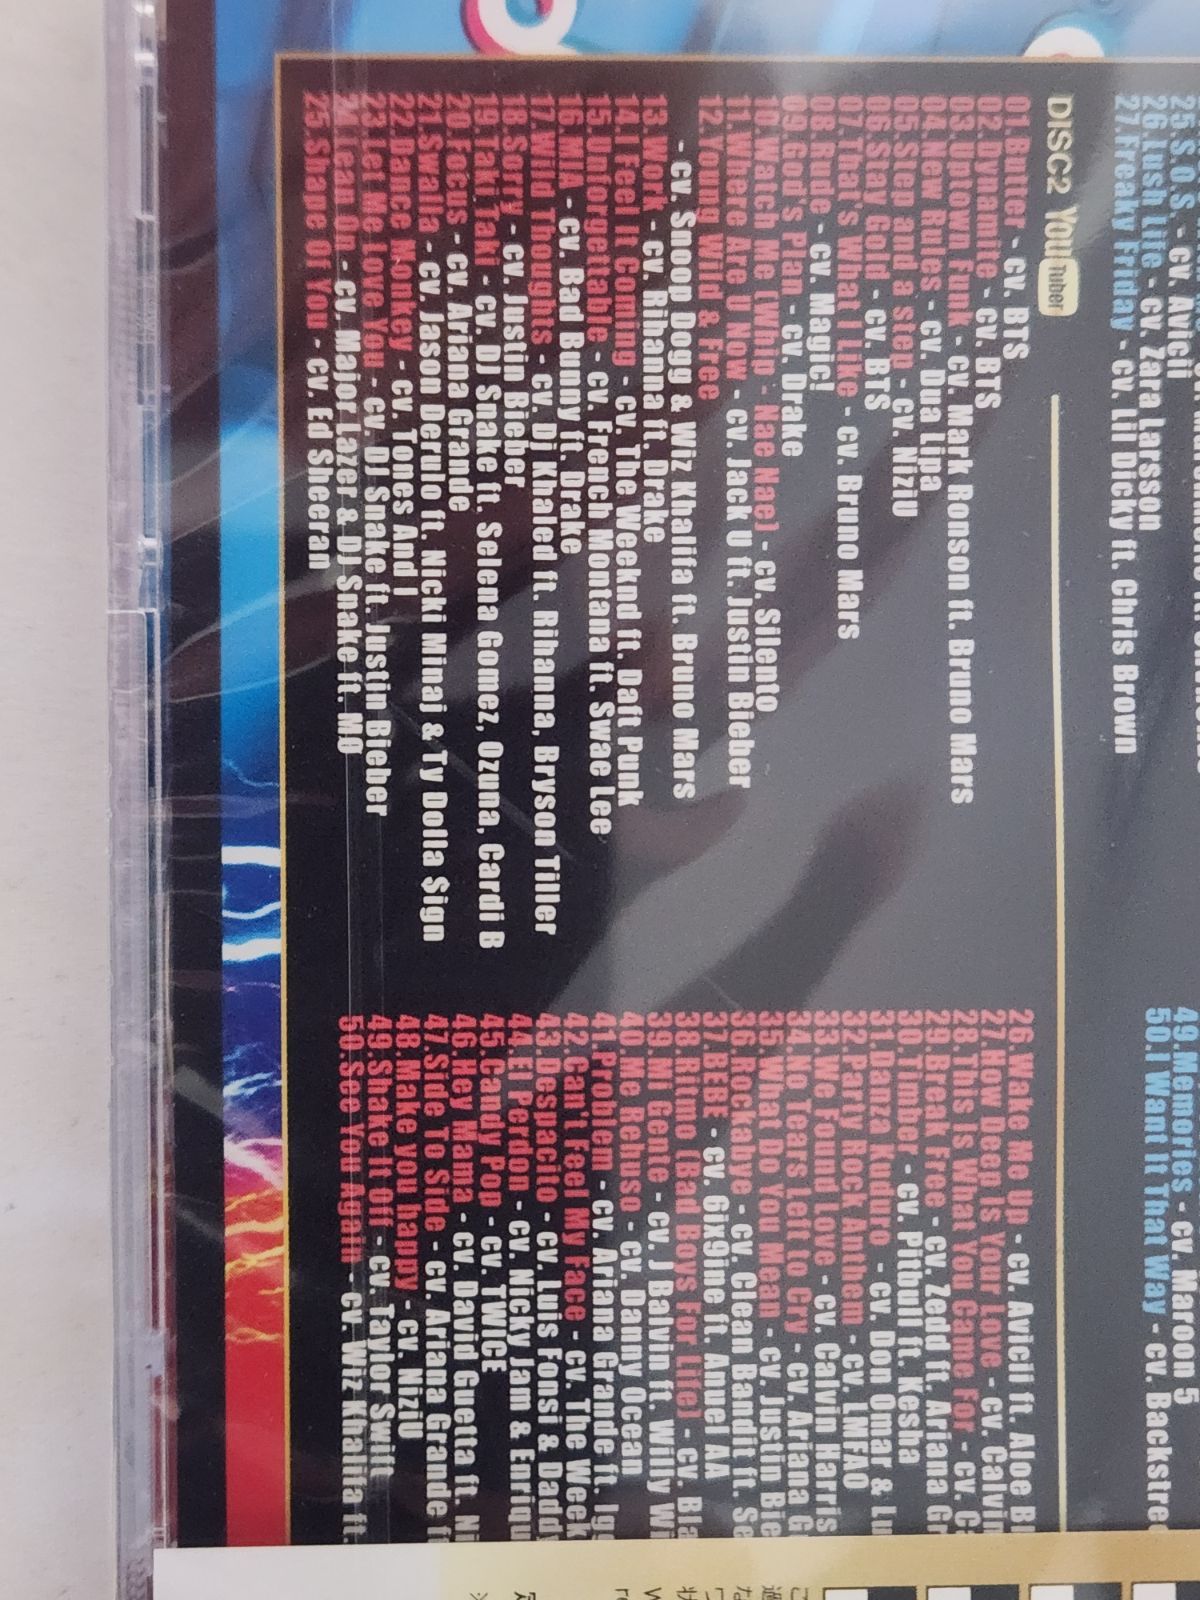 25.S.O.S. - cv. Avicii
26.Lush Life - cv. Zara Larsson
27.Freaky Friday - cv. Lil Dicky ft. Chris Brown
49.Memories - cv. Maroon 5
50.I Want It That Way - cv. Backstree
DISC2 YouTuber
01.Butter - cv. BTS
02.Dynamite - cv. BTS
03.Uptown Funk - cv. Mark Ronson ft. Bruno Mars
04.New Rules - cv. Dua Lipa
05.Step and a step - cv. NiziU
06.Stay Gold - cv. BTS
07.That's What I Like - cv. Bruno Mars
08.Rude - cv. Magic!
09.God's Plan - cv. Drake
10.Watch Me (Whip - Nae Nae) - cv. Silento
11.Where Are U Now - cv. Jack U ft. Justin Bieber
12.Young Wild & Free
- cv. Snoop Dogg & Wiz Khalifa ft. Bruno Mars
13.Work - cv. Rihanna ft. Drake
14.I Feel It Coming - cv. The Weeknd ft. Daft Punk
15.Unforgettable - cv. French Montana ft. Swae Lee
16.MIA - cv. Bad Bunny ft. Drake
17.Wild Thoughts - cv. DJ Khaled ft. Rihanna, Bryson Tiller
18.Sorry - cv. Justin Bieber
19.Taki Taki - cv. DJ Snake ft. Selena Gomez, Ozuna, Cardi B
20.Focus - cv. Ariana Grande
21.Swalla - cv. Jason Derulo ft. Nicki Minaj & Ty Dolla $ign
22.Dance Monkey - cv. Tones And I
23.Let Me Love You - cv. DJ Snake ft. Justin Bieber
24.Lean On - cv. Major Lazer & DJ Snake ft. MØ
25.Shape Of You - cv. Ed Sheeran
26.Wake Me Up - cv. Avicii ft. Aloe Bl
27.How Deep Is Your Love - cv. Calvin
28.This Is What You Came For - cv. Ca
29.Break Free - cv. Zedd ft. Ariana Gr
30.Timber - cv. Pitbull ft. Kesha
31.Danza Kuduro - cv. Don Omar & Lu
32.Party Rock Anthem - cv. LMFAO
33.We Found Love - cv. Calvin Harris
34.No Tears Left to Cry - cv. Ariana G
35.What Do You Mean - cv. Justin Bie
36.Rockabye - cv. Clean Bandit ft. Se
37.BEBE - cv. 6ix9ine ft. Anuel AA
38.Ritmo (Bad Boys For Life) - cv. Bla
39.Mi Gente - cv. J Balvin ft. Willy Wi
40.Me Rehuso - cv. Danny Ocean
41.Problem - cv. Ariana Grande ft. Igg
42.Can't Feel My Face - cv. The Week
43.Despacito - cv. Luis Fonsi & Daddy
44.El Perdon - cv. Nicky Jam & Enriqu
45.Candy Pop - cv. TWICE
46.Hey Mama - cv. David Guetta ft. Ni
47.Side To Side - cv. Ariana Grande ft
48.Make you happy - cv. NiziU
49.Shake It Off - cv. Taylor Swift
50.See You Again - cv. Wiz Khalifa ft.